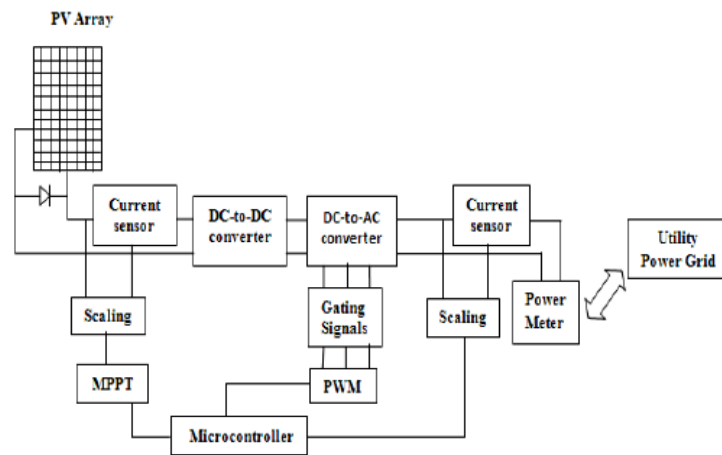 PV Array
Current
sensor
DC-to-DC
converter
DC-to-AC
converter
Current
sensor
Utility
Power Grid
Scaling
Gating
Signals
Scaling
Power
Meter
MPPT
PWM
Microcontroller